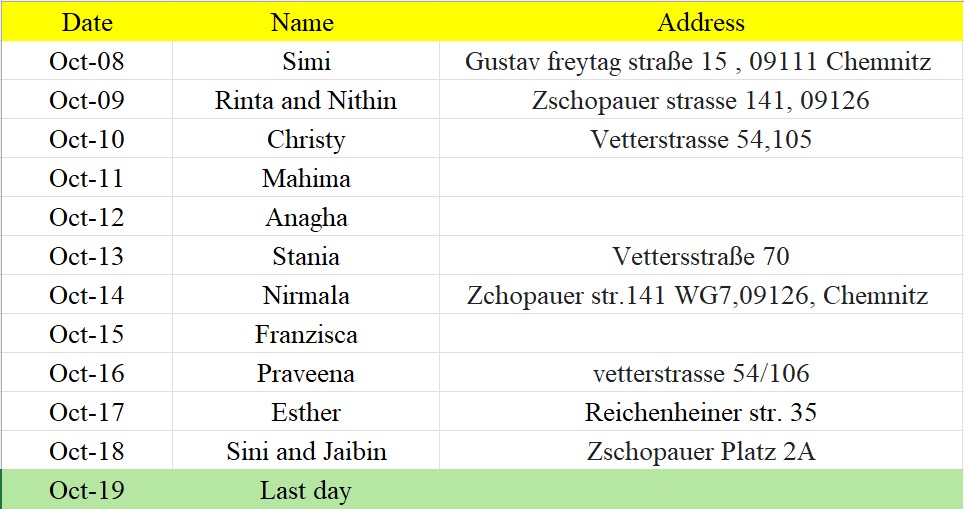 Date Name Address
Oct-08 Simi Gustav freytag straße 15 , 09111 Chemnitz
Oct-09 Rinta and Nithin Zschopauer strasse 141, 09126
Oct-10 Christy Vetterstrasse 54,105
Oct-11 Mahima
Oct-12 Anagha
Oct-13 Stania Vettersstraße 70
Oct-14 Nirmala Zchopauer str.141 WG7,09126, Chemnitz
Oct-15 Franzisca
Oct-16 Praveena vetterstrasse 54/106
Oct-17 Esther Reichenheiner str. 35
Oct-18 Sini and Jaibin Zschopauer Platz 2A
Oct-19 Last day